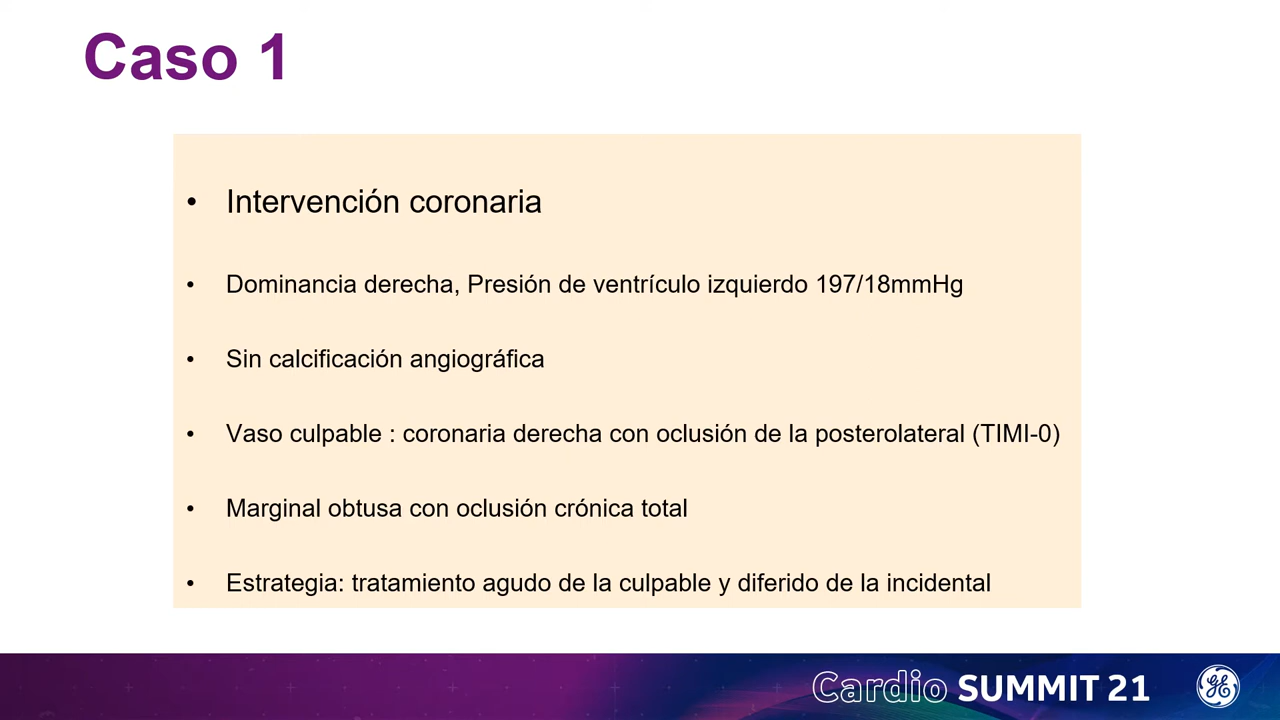 Caso 1
• Intervención coronaria
• Dominancia derecha, Presión de ventrículo izquierdo 197/18mmHg
• Sin calcificación angiográfica
• Vaso culpable : coronaria derecha con oclusión de la posterolateral (TIMI-0)
• Marginal obtusa con oclusión crónica total
• Estrategia: tratamiento agudo de la culpable y diferido de la incidental
Cardio SUMMIT 21
GE